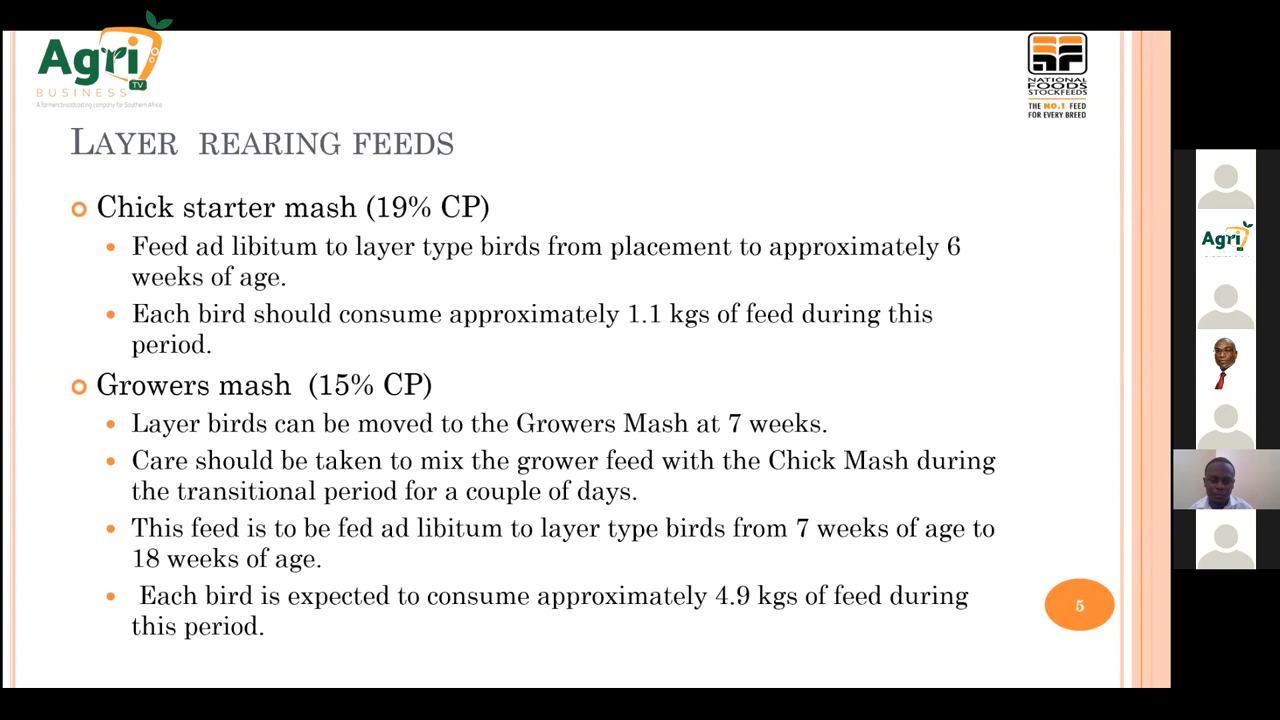 Agri
TV
BUSINESS
A farmers broadcasting company for Southern Africa
NATIONAL
FOODS
STOCKFEEDS
THE NO.1 FEED
FOR EVERY BREED
LAYER REARING FEEDS
Chick starter mash (19% CP)
Feed ad libitum to layer type birds from placement to approximately 6
weeks of age.
Each bird should consume approximately 1.1 kgs of feed during this
period.
Growers mash (15% CP)
Layer birds can be moved to the Growers Mash at 7 weeks.
Care should be taken to mix the grower feed with the Chick Mash during
the transitional period for a couple of days.
This feed is to be fed ad libitum to layer type birds from 7 weeks of age to
18 weeks of age.
Each bird is expected to consume approximately 4.9 kgs of feed during
this period.
5
Agri